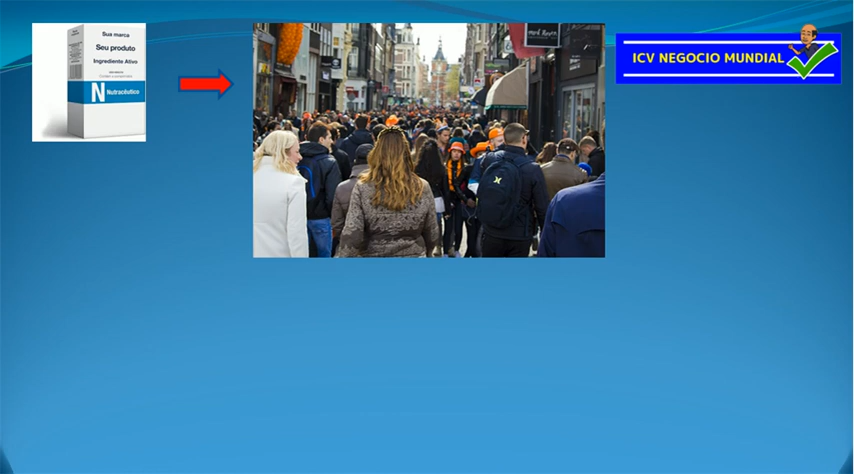 Sua marca
Seu produto
Ingrediente Ativo
N Nutracêutico
ICV NEGOCIO MUNDIAL